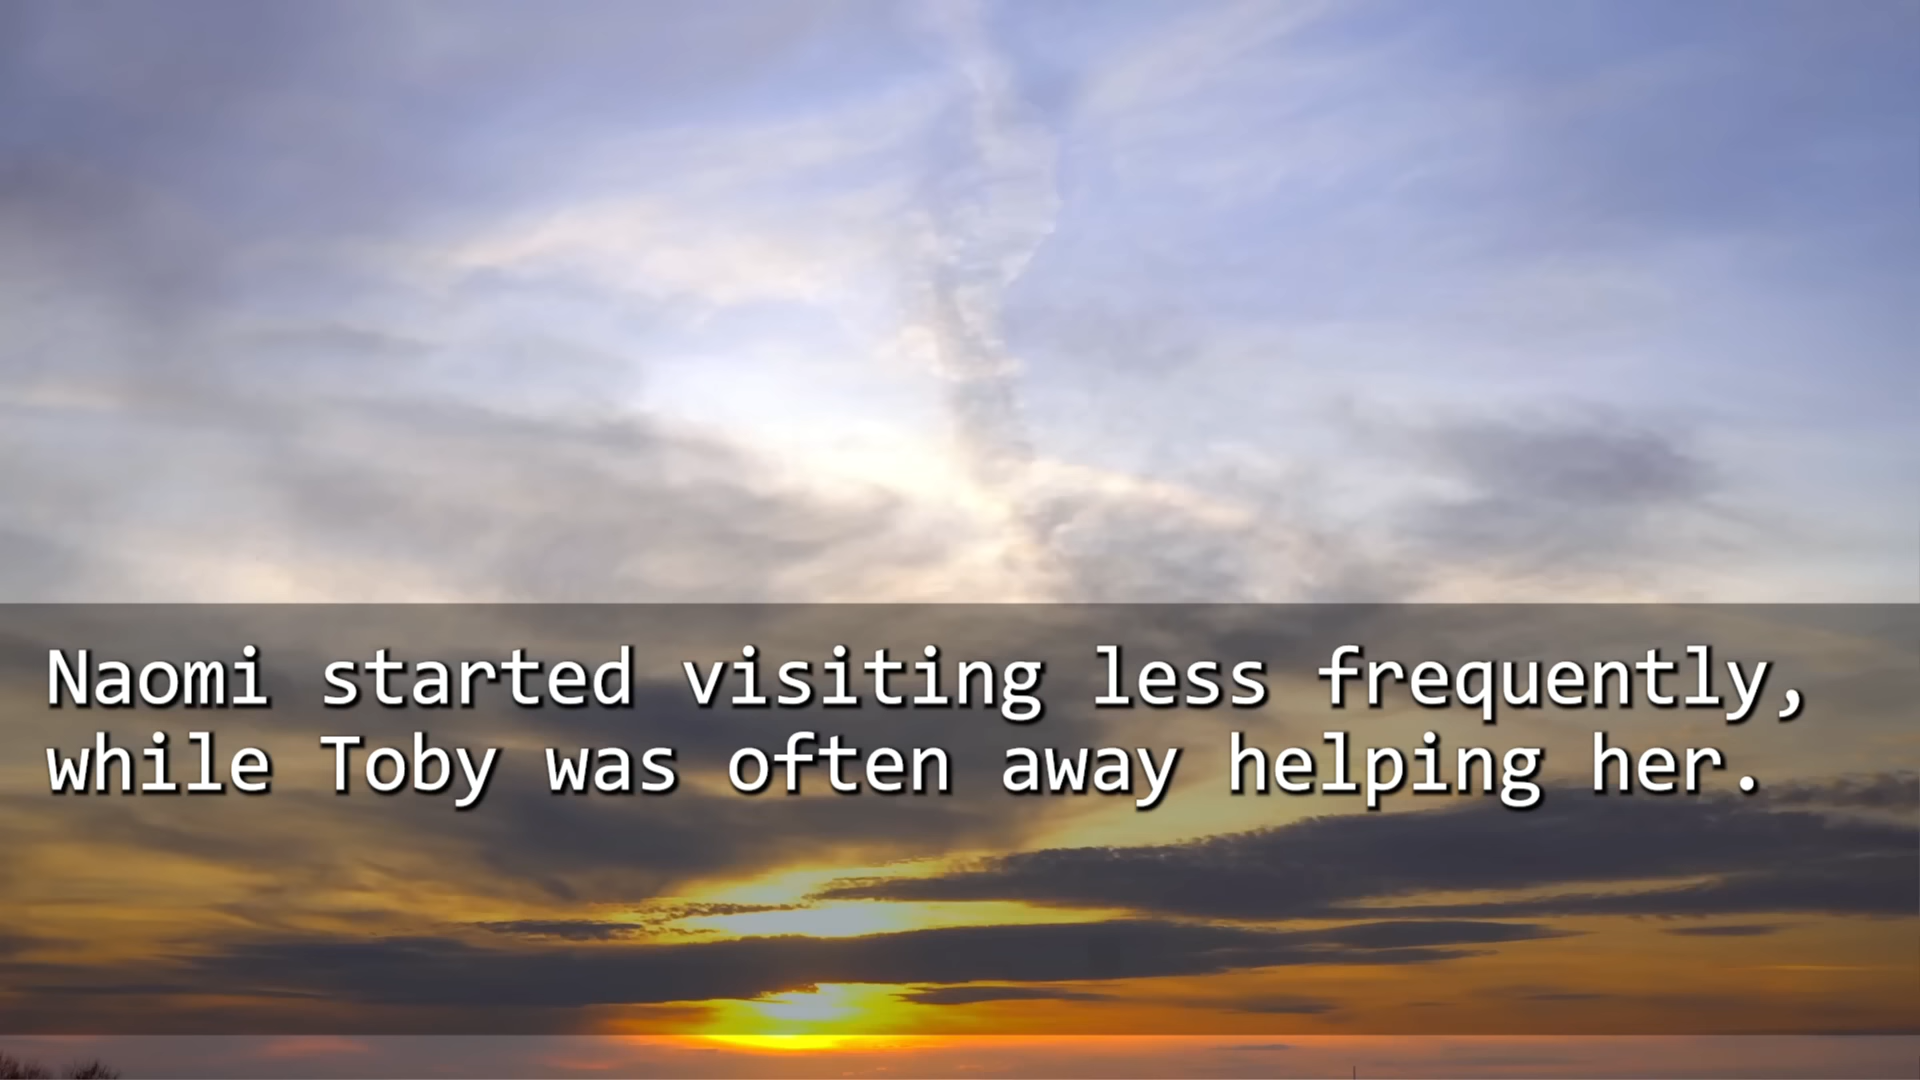 Naomi started visiting less frequently,
while Toby was often away helping her.